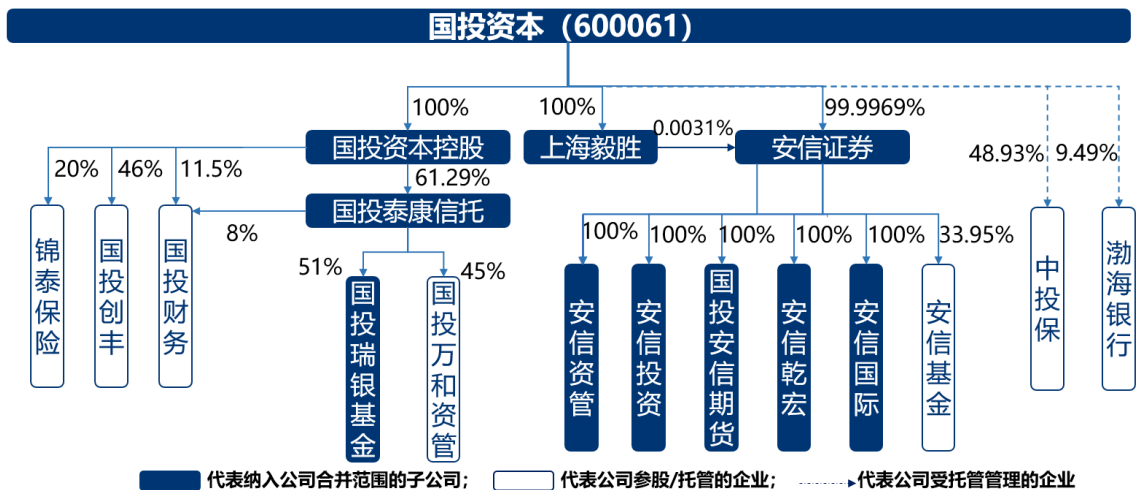 国投资本（600061）
100%
100%
99.9969%
0.0031%
国投资本控股
上海毅胜
安信证券
48.93%
9.49%
20%
46%
11.5%
61.29%
国投泰康信托
8%
锦泰保险
国投创丰
国投财务
51%
45%
国投瑞银基金
国投万和资管
100%
100%
100%
100%
100%
33.95%
安信资管
安信投资
国投安信期货
安信乾宏
安信国际
安信基金
中投保
渤海银行
代表纳入公司合并范围的子公司；
代表公司参股/托管的企业；
代表公司受托管管理的企业